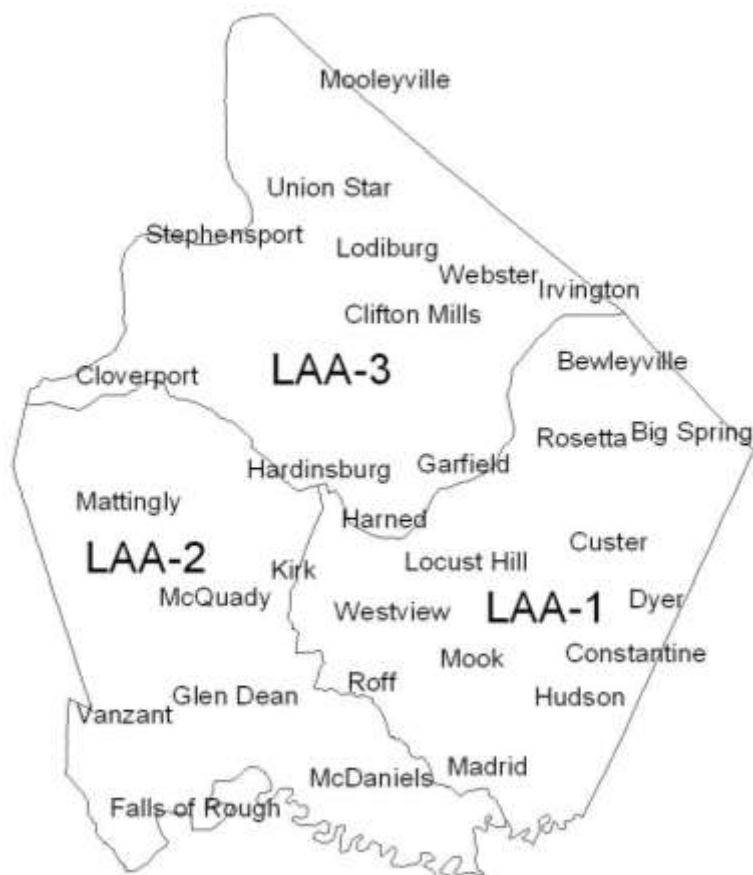 Mooleyville
Union Star
Stephensport
Lodiburg
Webster
Irvington
Clifton Mills
Bewleyville
Cloverport
LAA-3
Rosetta
Big Spring
Hardinsburg
Garfield
Mattingly
Harned
LAA-2
Kirk
Locust Hill
Custer
McQuady
Westview
LAA-1
Dyer
Mook
Constantine
Roff
Glen Dean
Hudson
Vanzant
McDaniels
Madrid
Falls of Rough